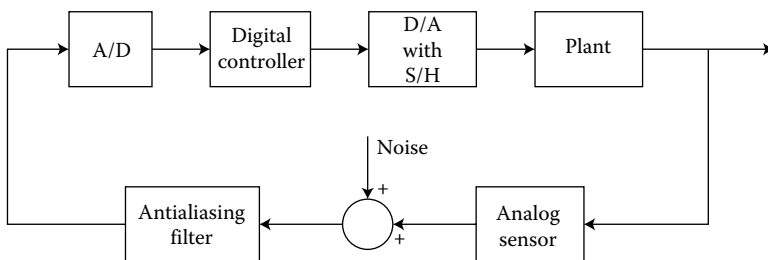 A/D
Digital
controller
D/A
with
S/H
Plant
Noise
+
+
Antialiasing
filter
Analog
sensor